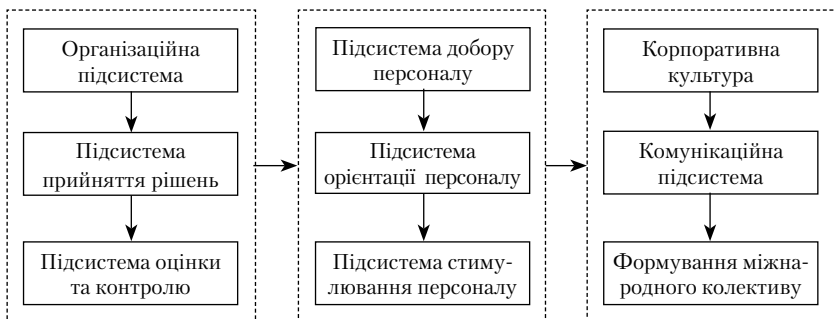 Організаційна
підсистема
Підсистема
прийняття рішень
Підсистема оцінки
та контролю
Підсистема добору
персоналу
Підсистема
орієнтації персоналу
Підсистема стиму-
лювання персоналу
Корпоративна
культура
Комунікаційна
підсистема
Формування міжна-
родного колективу